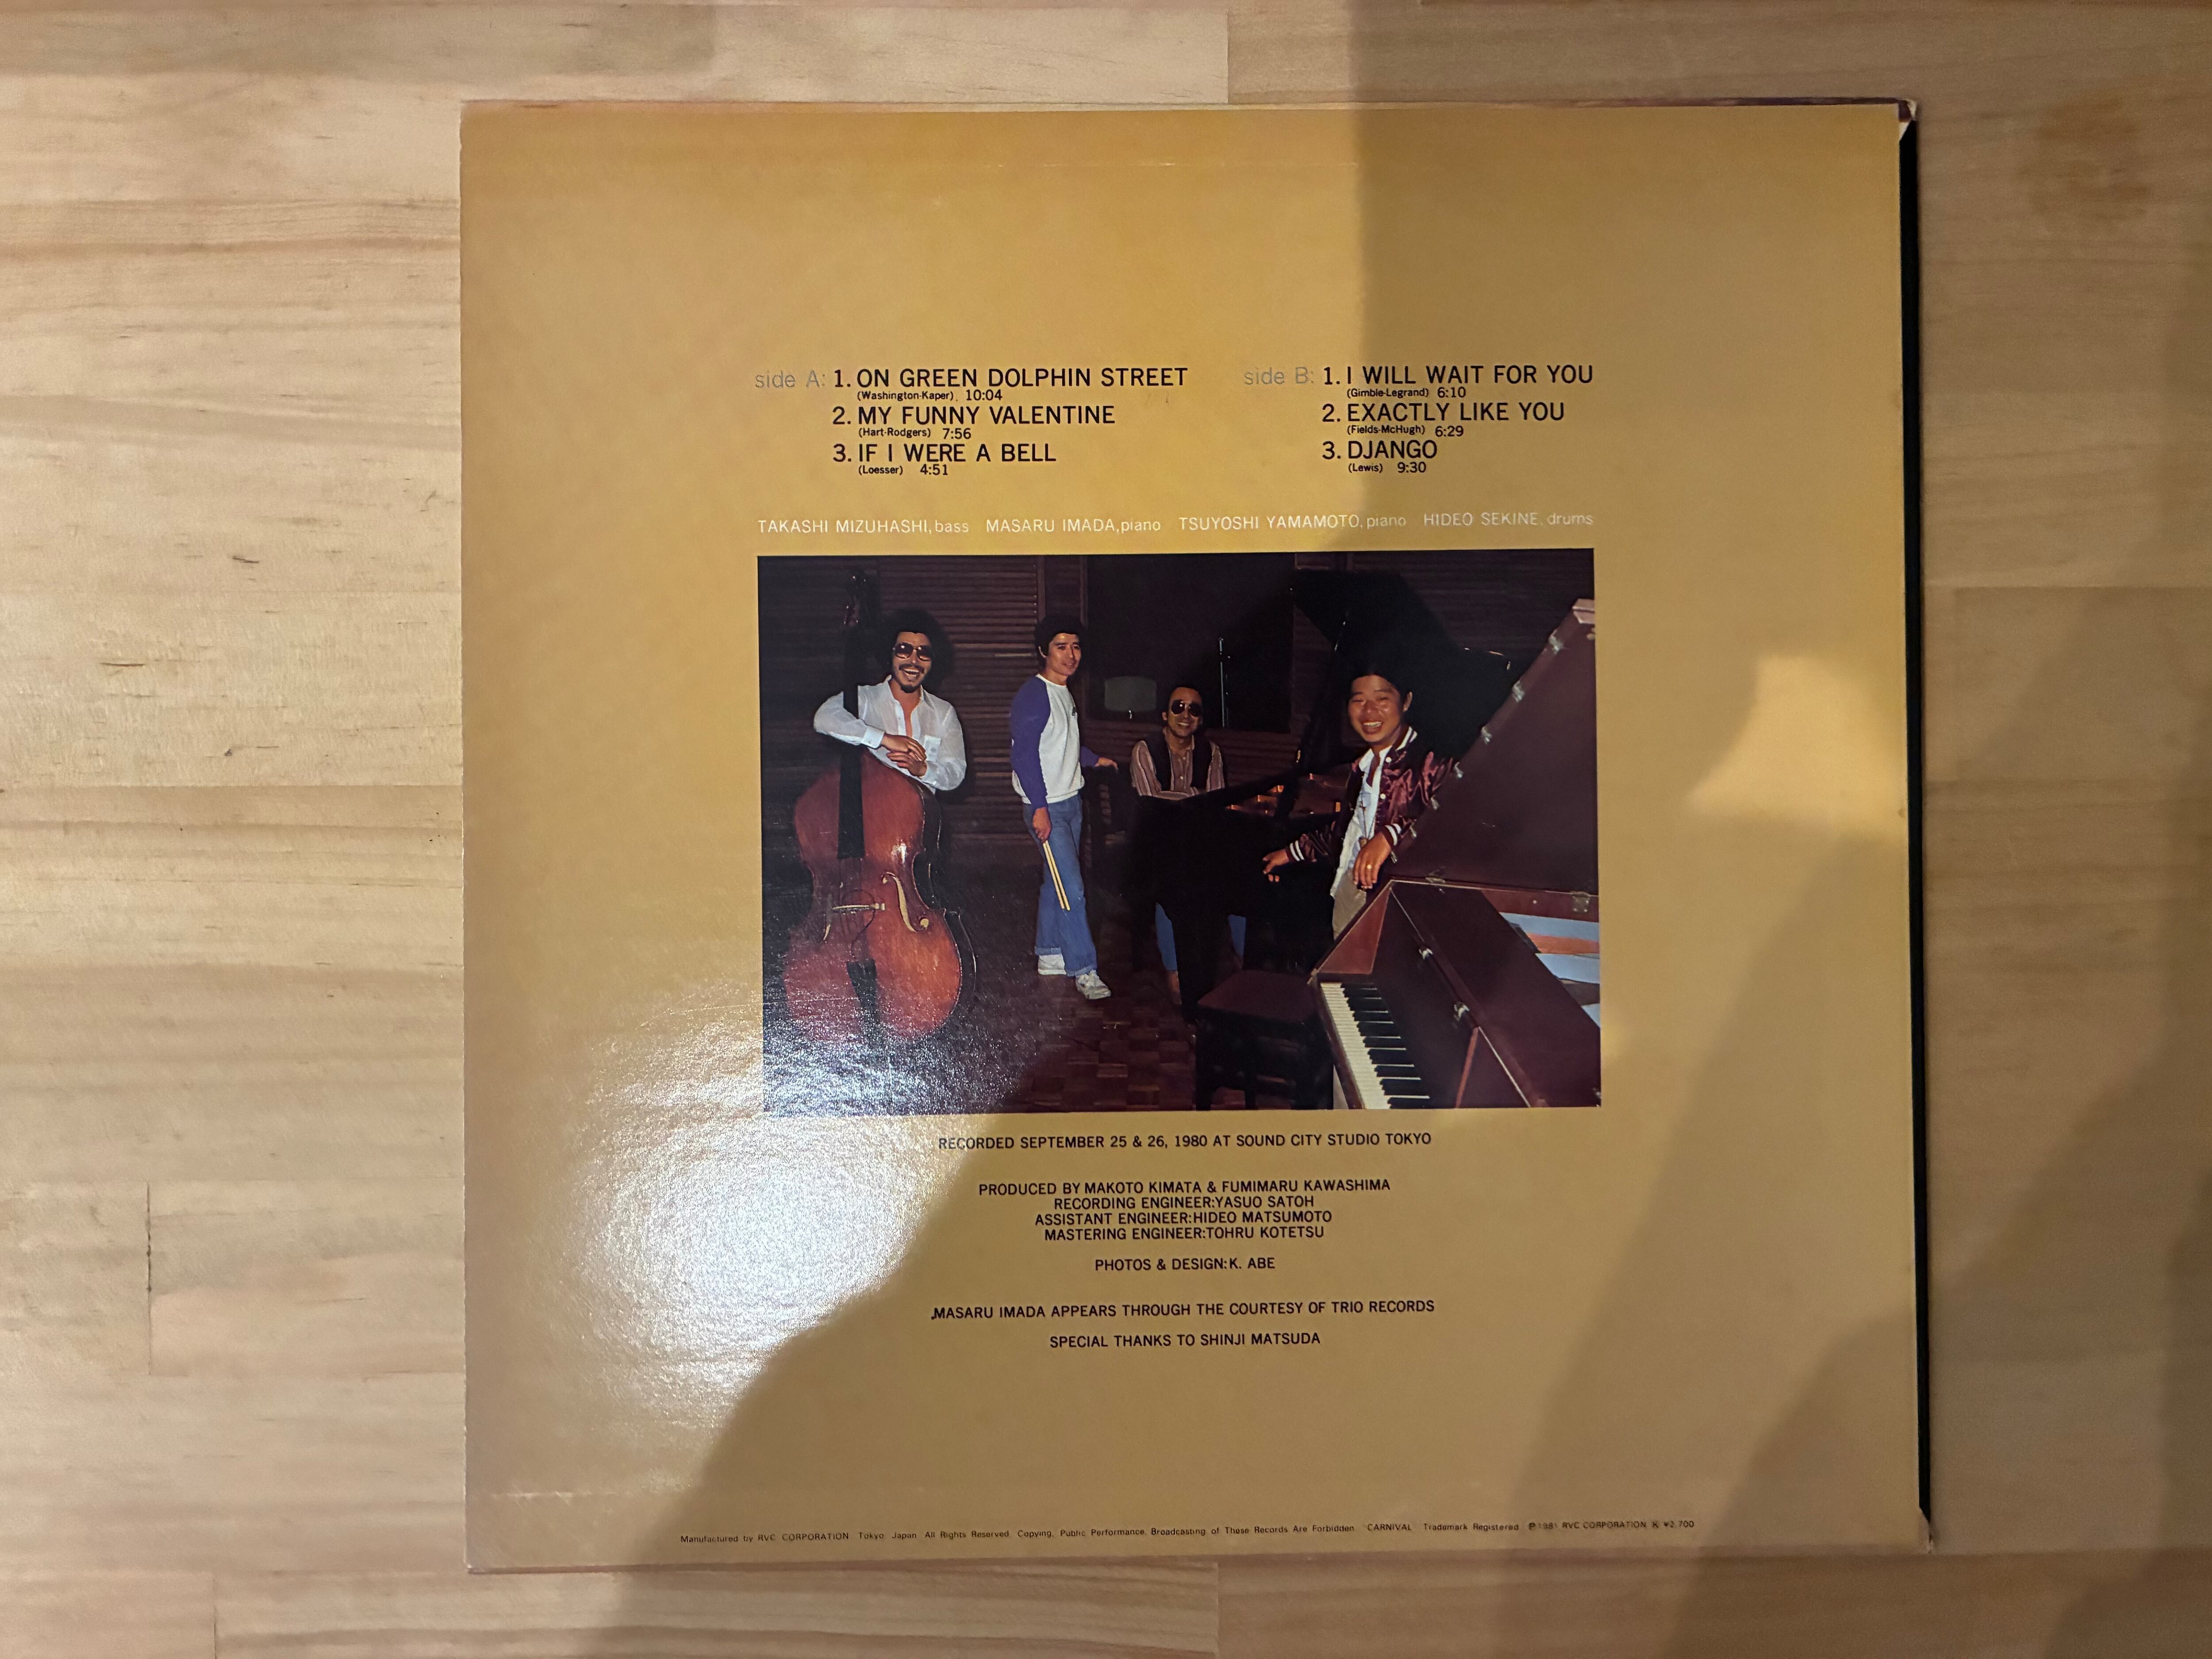 side A: 1. ON GREEN DOLPHIN STREET
(Washington-Kaper). 10:04
2. MY FUNNY VALENTINE
(Hart-Rodgers) 7:56
3. IF I WERE A BELL
(Loesser) 4:51
side B: 1. I WILL WAIT FOR YOU
(Gimble-Legrand) 6:10
2. EXACTLY LIKE YOU
(Fields-McHugh) 6:29
3. DJANGO
(Lewis) 9:30
TAKASHI MIZUHASHI, bass MASARU IMADA, piano TSUYOSHI YAMAMOTO, piano HIDEO SEKINE, drums
RECORDED SEPTEMBER 25 & 26, 1980 AT SOUND CITY STUDIO TOKYO
PRODUCED BY MAKOTO KIMATA & FUMIMARU KAWASHIMA
RECORDING ENGINEER:YASUO SATOH
ASSISTANT ENGINEER:HIDEO MATSUMOTO
MASTERING ENGINEER:TOHRU KOTETSU
PHOTOS & DESIGN:K. ABE
MASARU IMADA APPEARS THROUGH THE COURTESY OF TRIO RECORDS
SPECIAL THANKS TO SHINJI MATSUDA
Manufactured by RVC CORPORATION. Tokyo. Japan. All Rights Reserved. Copying, Public Performance, Broadcasting of These Records Are Forbidden. "CARNIVAL" Trademark Registered. ℗1981 RVC CORPORATION Ⓚ ¥2,700